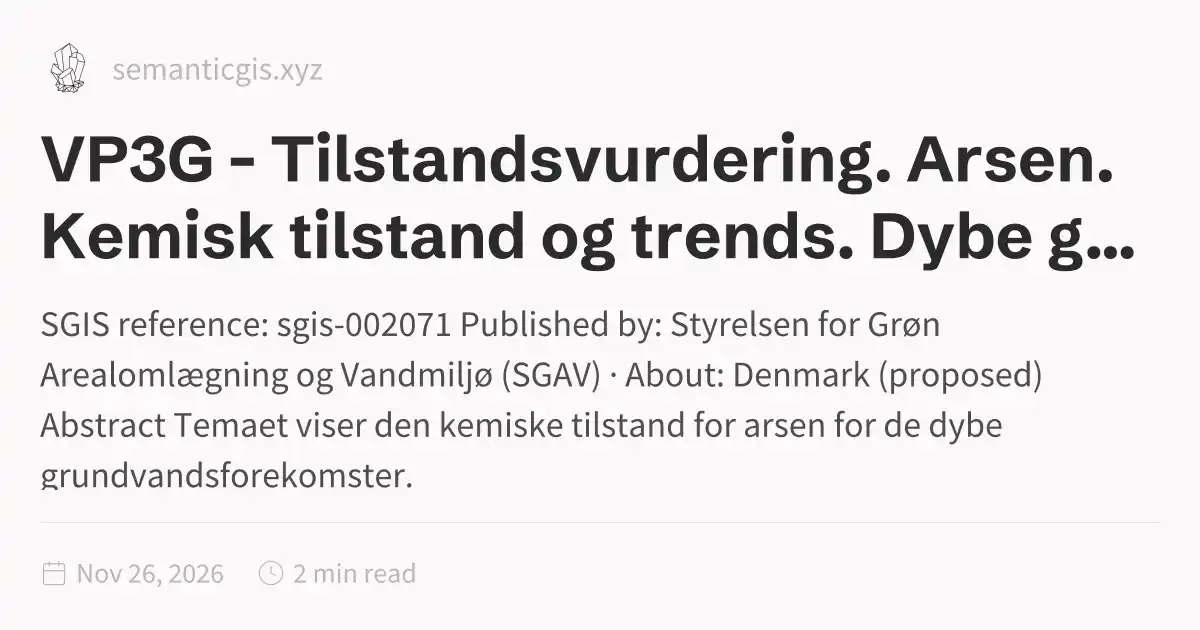 semanticgis.xyz
VP3G - Tilstandsvurdering. Arsen.
Kemisk tilstand og trends. Dybe g...
SGIS reference: sgis-002071 Published by: Styrelsen for Grøn
Arealomlægning og Vandmiljø (SGAV) · About: Denmark (proposed)
Abstract Temaet viser den kemiske tilstand for arsen for de dybe
grundvandsforekomster.
Nov 26, 2026 2 min read